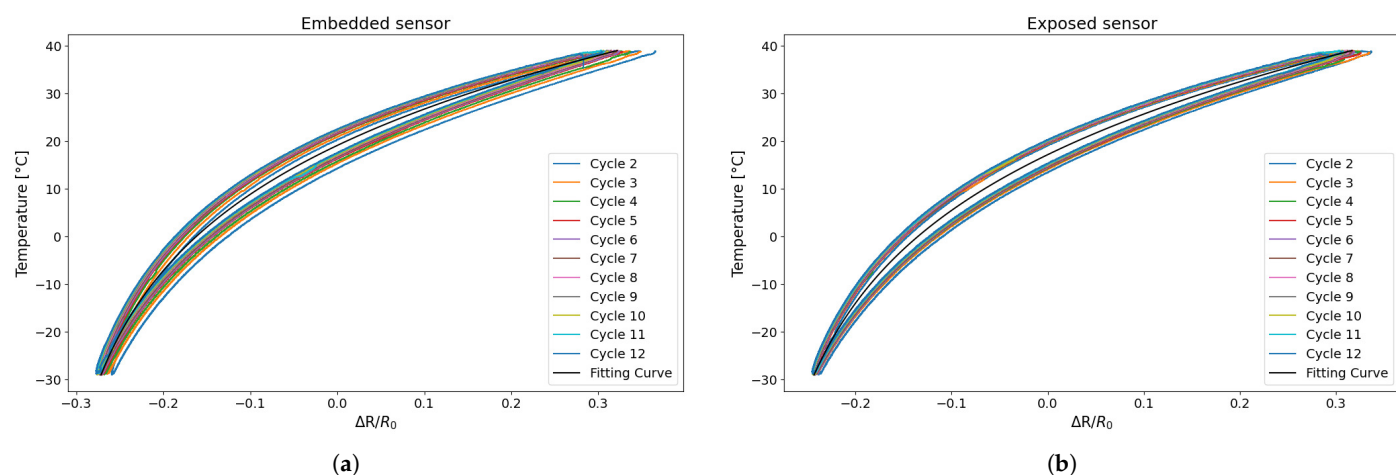 Embedded sensor
40
30
20
10
0
−10
−20
−30
Temperature [°C]
−0.3
−0.2
−0.1
0.0
0.1
0.2
0.3
ΔR/R₀
Cycle 2
Cycle 3
Cycle 4
Cycle 5
Cycle 6
Cycle 7
Cycle 8
Cycle 9
Cycle 10
Cycle 11
Cycle 12
Fitting Curve
(a)
Exposed sensor
40
30
20
10
0
−10
−20
−30
Temperature [°C]
−0.2
−0.1
0.0
0.1
0.2
0.3
ΔR/R₀
Cycle 2
Cycle 3
Cycle 4
Cycle 5
Cycle 6
Cycle 7
Cycle 8
Cycle 9
Cycle 10
Cycle 11
Cycle 12
Fitting Curve
(b)